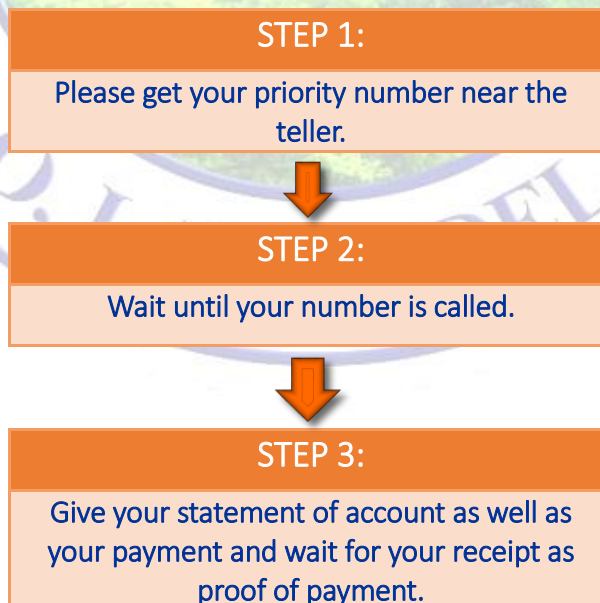 STEP 1:
Please get your priority number near the
teller.
STEP 2:
Wait until your number is called.
STEP 3:
Give your statement of account as well as
your payment and wait for your receipt as
proof of payment.